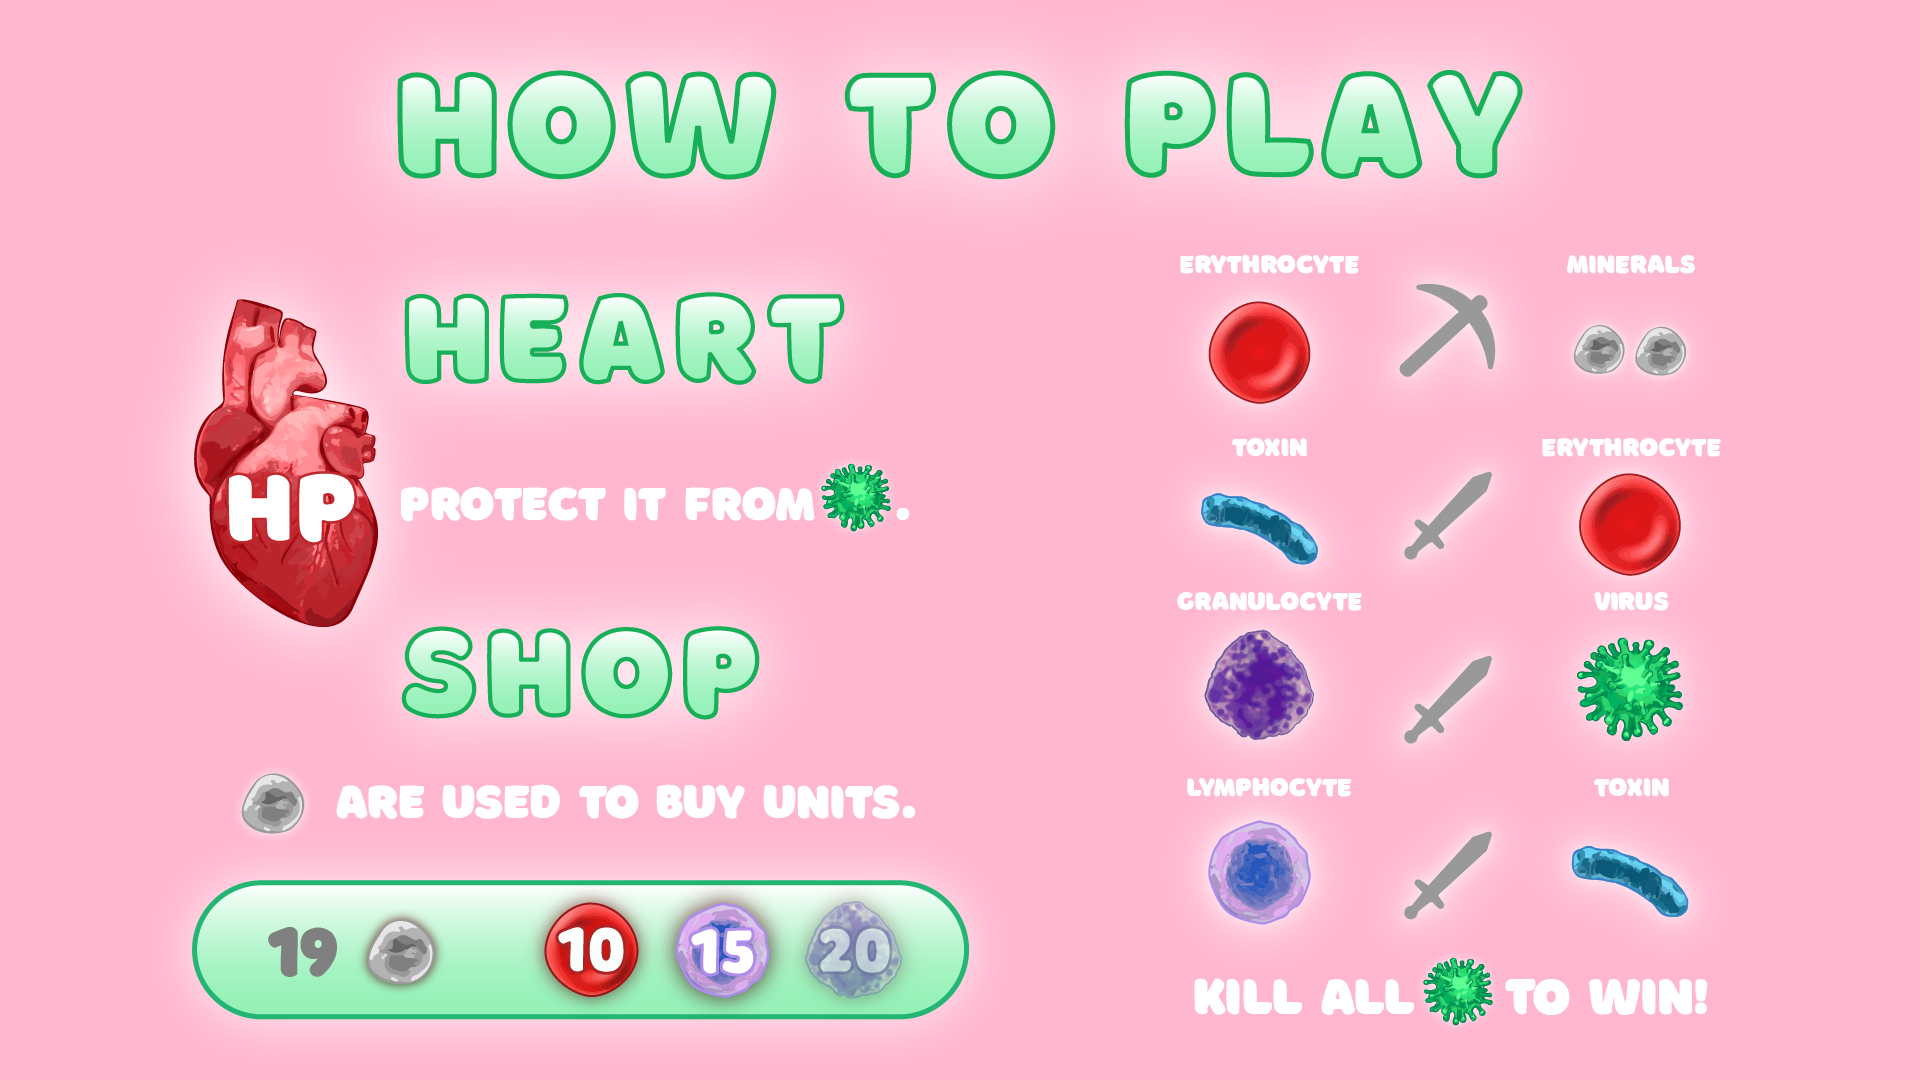 HOW TO PLAY
HEART
HP
PROTECT IT FROM .
SHOP
ARE USED TO BUY UNITS.
19 10 15 20
ERYTHROCYTE MINERALS
TOXIN ERYTHROCYTE
GRANULOCYTE VIRUS
LYMPHOCYTE TOXIN
KILL ALL TO WIN!